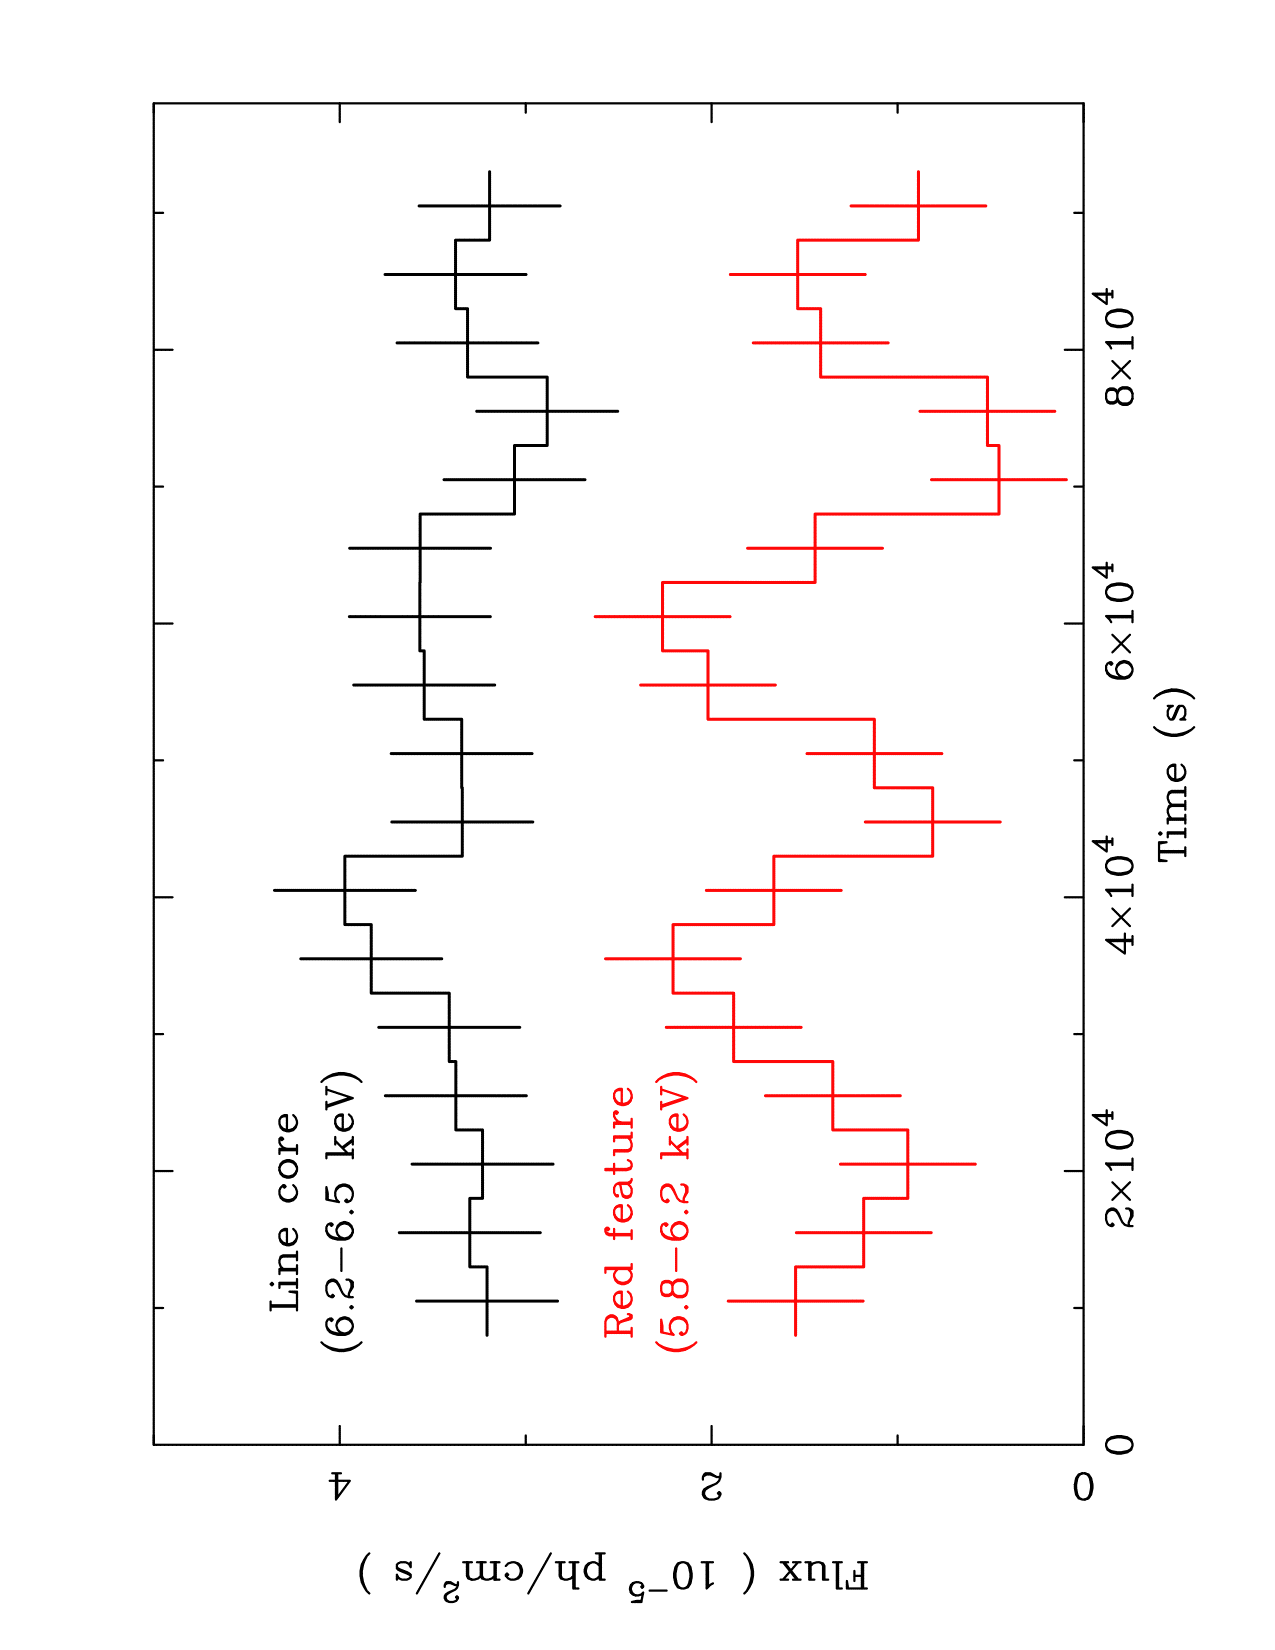 Line core
(6.2−6.5 keV)
Red feature
(5.8−6.2 keV)
Flux ( 10⁻⁵ ph/cm²/s )
4
2
0
0
2×10⁴
4×10⁴
6×10⁴
8×10⁴
Time (s)